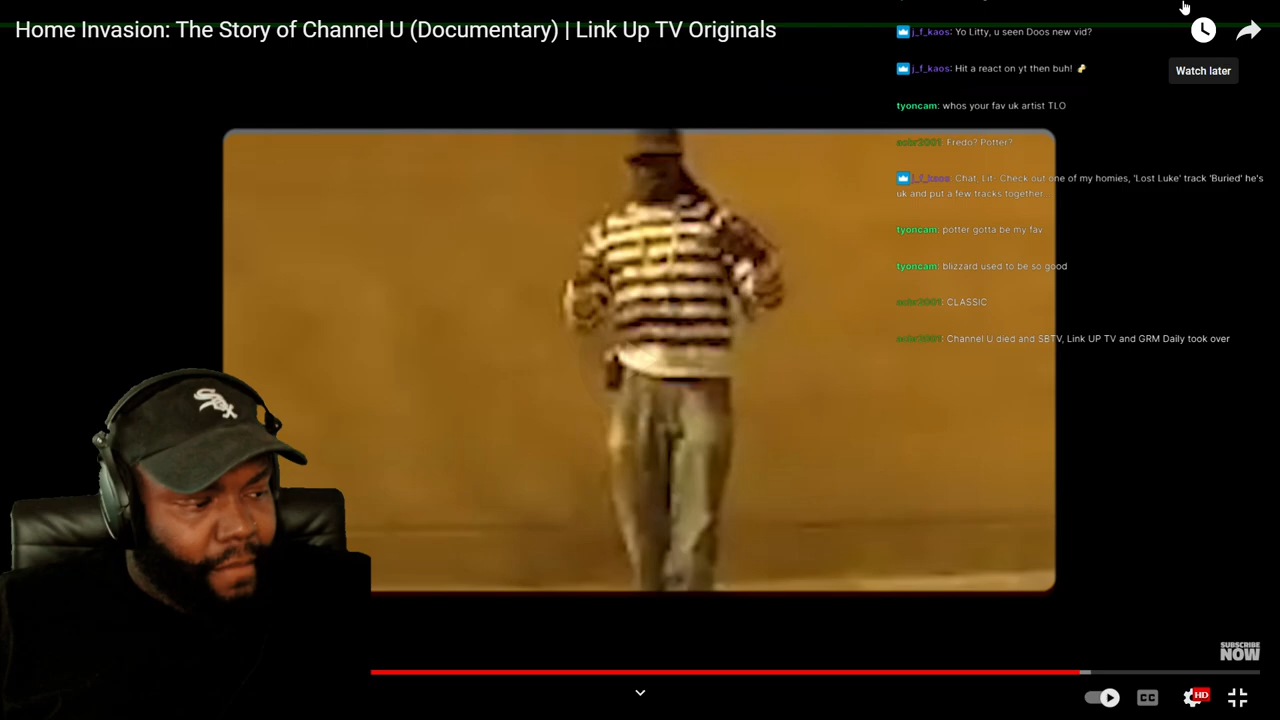 Home Invasion: The Story of Channel U (Documentary) | Link Up TV Originals
j_f_kaos: Yo Litty, u seen Doos new vid?
j_f_kaos: Hit a react on yt then buh!
Watch later
tyoncam: whos your fav uk artist TLO
Fredo? Potter?
j_f_kaos: Chat, Lit: Check out one of my homies, 'Lost Luke' track 'Buried' he's
uk and put a few tracks together
tyoncam: potter gotta be my fav
tyoncam: blizzard used to be so good
CLASSIC
Channel U died and SBTV, Link UP TV and GRM Daily took over
SUBSCRIBE
NOW
CC
HD